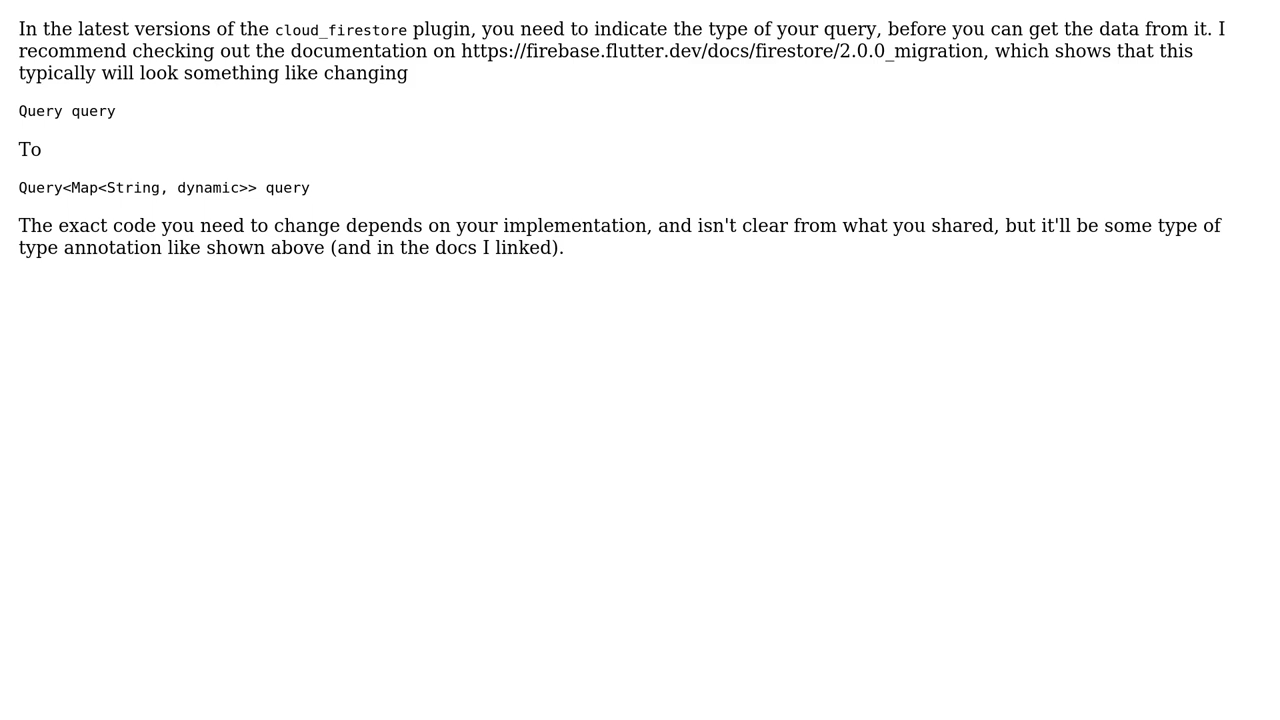 In the latest versions of the cloud_firestore plugin, you need to indicate the type of your query, before you can get the data from it. I
recommend checking out the documentation on https://firebase.flutter.dev/docs/firestore/2.0.0_migration, which shows that this
typically will look something like changing
Query query
To
Query<Map<String, dynamic>> query
The exact code you need to change depends on your implementation, and isn't clear from what you shared, but it'll be some type of
type annotation like shown above (and in the docs I linked).